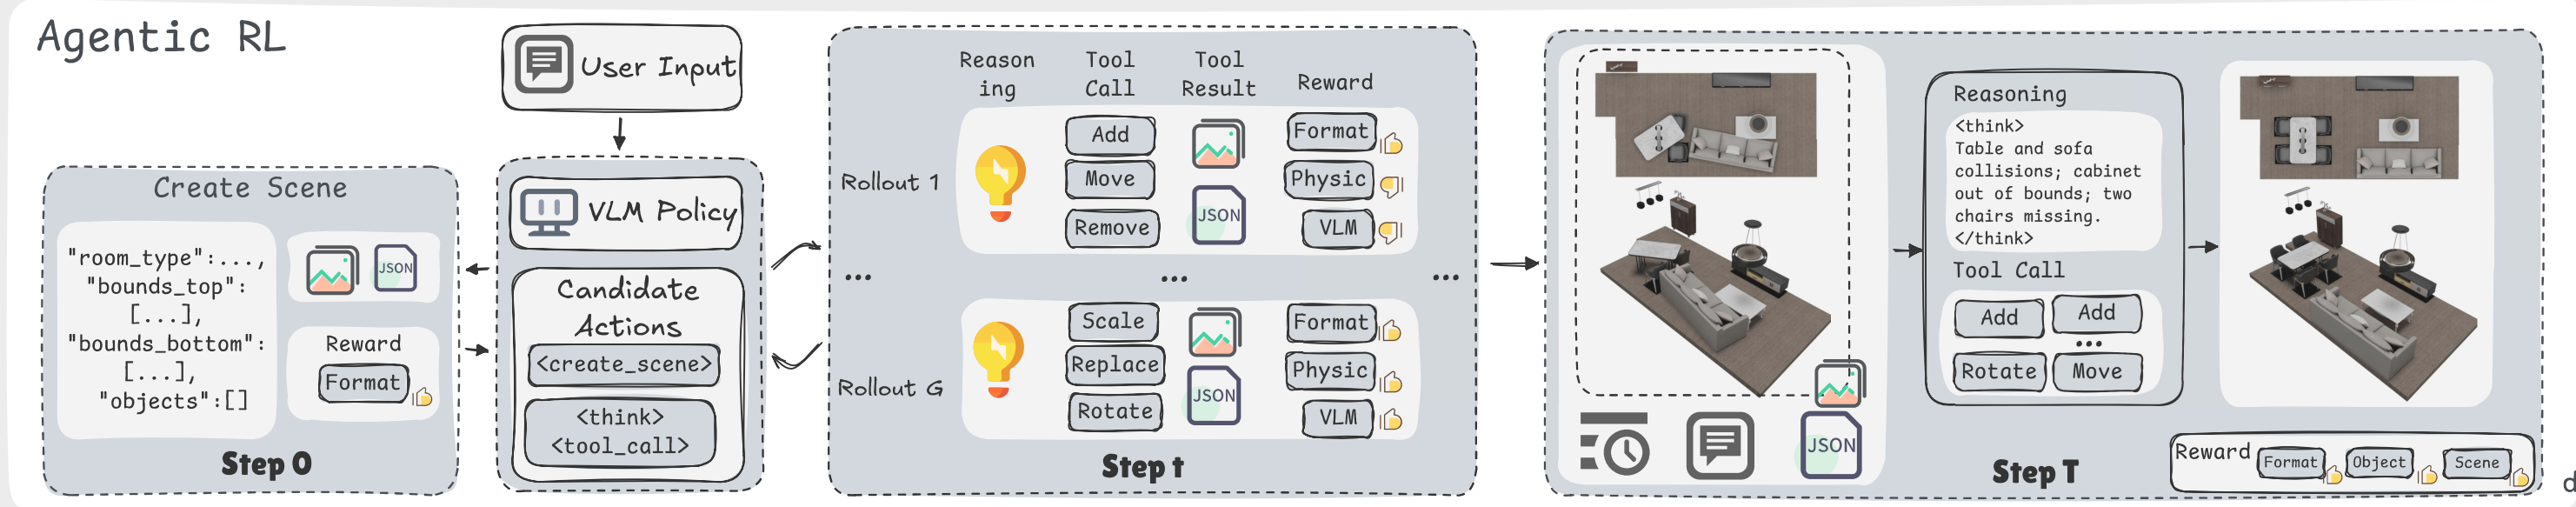 Agentic RL
Create Scene
"room_type":...,
"bounds_top":
[...],
"bounds_bottom":
[...],
"objects":[]
JSON
Reward
Format
Step 0
User Input
VLM Policy
Candidate
Actions
<create_scene>
<think>
<tool_call>
Reason
ing
Tool
Call
Tool
Result
Reward
Rollout 1
Add
Move
Remove
JSON
Format
Physic
VLM
...
...
...
Rollout G
Scale
Replace
Rotate
JSON
Format
Physic
VLM
Step t
JSON
Reasoning
<think>
Table and sofa
collisions; cabinet
out of bounds; two
chairs missing.
</think>
Tool Call
Add
Add
...
Rotate
Move
Step T
Reward
Format
Object
Scene